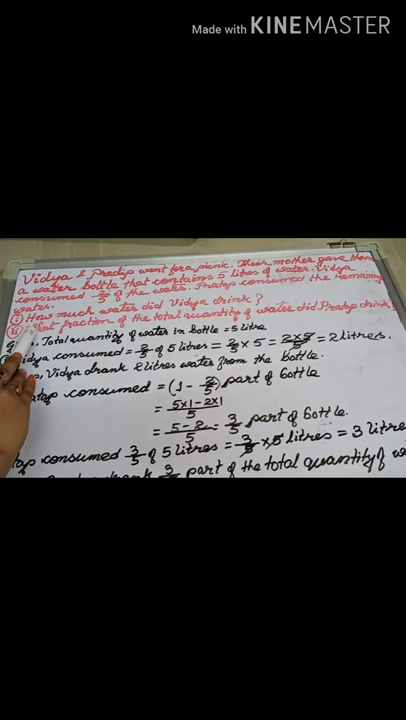 Made with KINEMASTER
Vidya & Pratap went for a picnic. Their mother gave them
a water bottle that contains 5 litres of water. Vidya
consumed 2/5 of the water. Pratap consumed the remaining
water.
(i) How much water did Vidya drink?
(ii) What fraction of the total quantity of water did Pratap drink
Total quantity of water in bottle = 5 litre
Vidya consumed = 2/5 of 5 litres = 2/5 × 5 = 2×5/5 = 2 litres.
Vidya drank 2 litres water from the bottle.
tap consumed = (1 - 2/5) part of bottle
= 5×1-2×1/5
= 5-2/5 = 3/5 part of bottle.
tap consumed 3/5 of 5 litres = 3/5 × 5 litres = 3 litre
3/5 part of the total quantity of